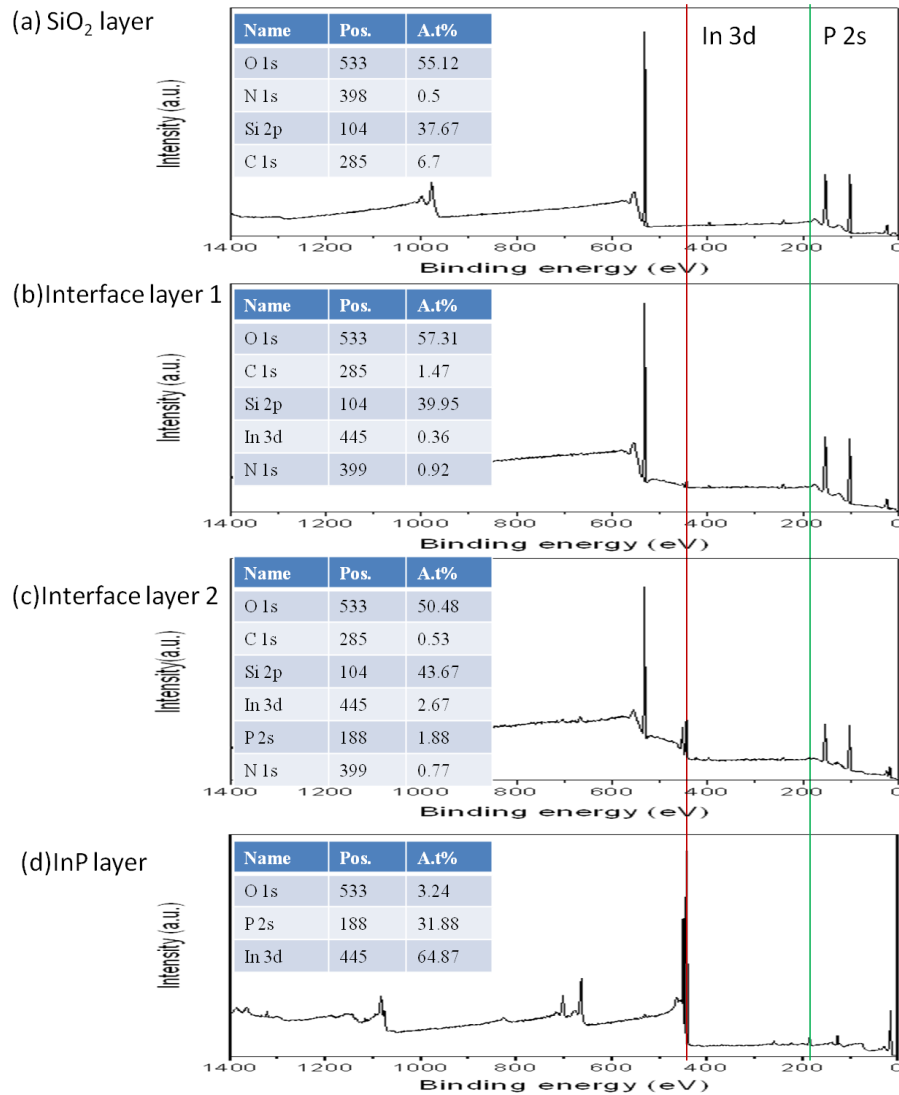 (a) SiO₂ layer
In 3d P 2s
Name Pos. A.t%
O 1s 533 55.12
N 1s 398 0.5
Si 2p 104 37.67
C 1s 285 6.7
Intensity (a.u.)
1400 1200 1000 800 600 400 200 0
Binding energy (eV)
(b)Interface layer 1
Name Pos. A.t%
O 1s 533 57.31
C 1s 285 1.47
Si 2p 104 39.95
In 3d 445 0.36
N 1s 399 0.92
Intensity (a.u.)
1400 1200 1000 800 600 400 200 0
Binding energy (eV)
(c)Interface layer 2
Name Pos. A.t%
O 1s 533 50.48
C 1s 285 0.53
Si 2p 104 43.67
In 3d 445 2.67
P 2s 188 1.88
N 1s 399 0.77
Intensity(a.u.)
1400 1200 1000 800 600 400 200 0
Binding energy (eV)
(d)InP layer
Name Pos. A.t%
O 1s 533 3.24
P 2s 188 31.88
In 3d 445 64.87
Intensity (a.u.)
1400 1200 1000 800 600 400 200 0
Binding energy (eV)